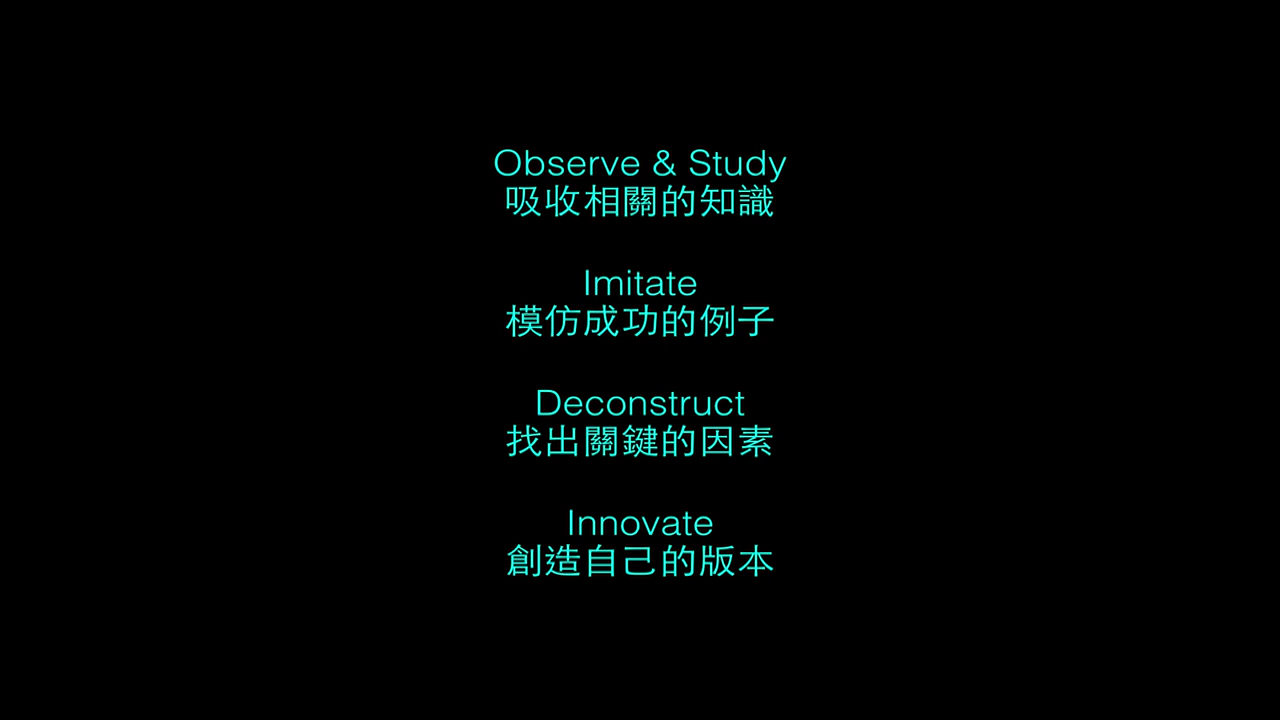 Observe & Study
吸收相關的知識
Imitate
模仿成功的例子
Deconstruct
找出關鍵的因素
Innovate
創造自己的版本